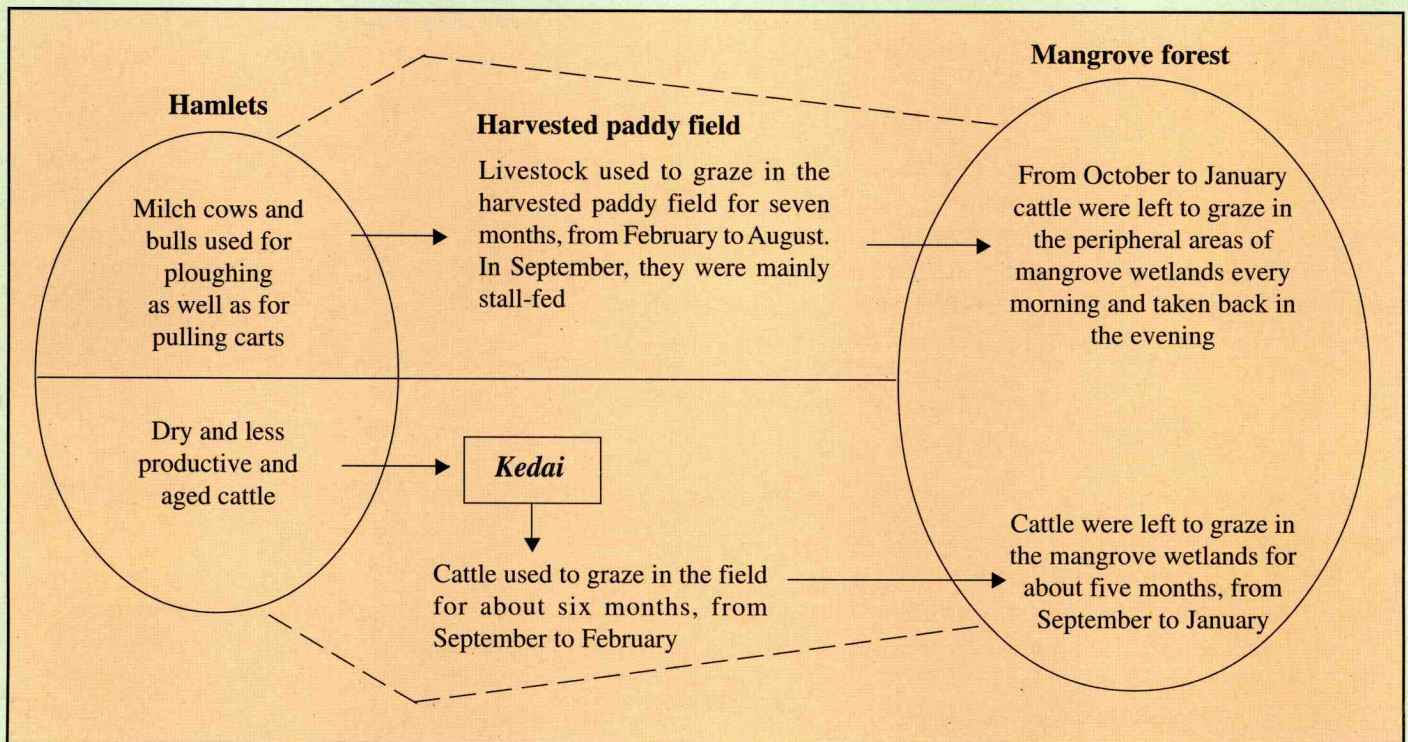 Hamlets
Milch cows and
bulls used for
ploughing
as well as for
pulling carts
Harvested paddy field
Livestock used to graze in the
harvested paddy field for seven
months, from February to August.
In September, they were mainly
stall-fed
Mangrove forest
From October to January
cattle were left to graze in
the peripheral areas of
mangrove wetlands every
morning and taken back in
the evening
Dry and less
productive and
aged cattle
Kedai
Cattle used to graze in the field
for about six months, from
September to February
Cattle were left to graze in
the mangrove wetlands for
about five months, from
September to January